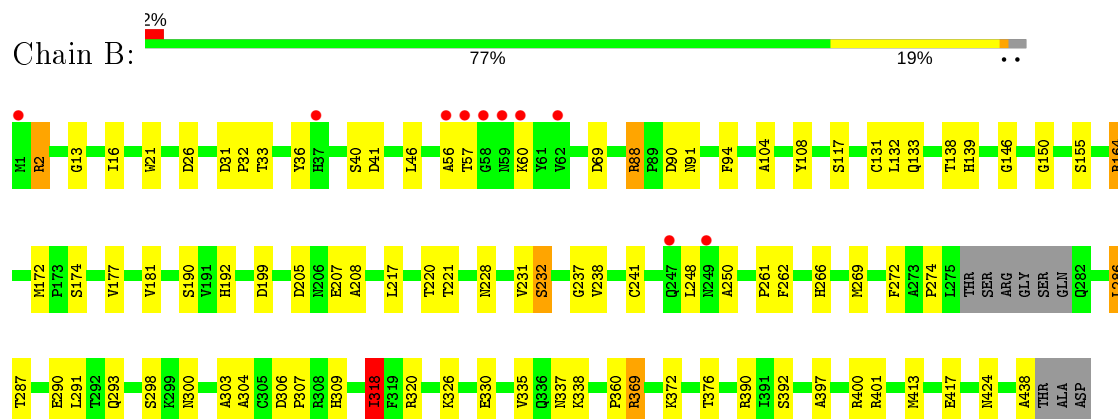 2%
Chain B:
77% 19% • •
M1 R2 G13 I16 W21 D26 D31 P32 T33 Y36 H37 S40 D41 L46 A56 T57 G58 N59 K60 Y61 V62 D69 R88 P89 D90 N91 F94 A104 Y108 S117 C131 L132 Q133 T138 H139 G146 G150 S155 R164
M172 P173 S174 V177 V181 S190 V191 H192 D199 D205 N206 E207 A208 L217 T220 T221 N228 V231 S232 G237 V238 C241 Q247 L248 N249 A250 P261 F262 H266 M269 F272 A273 P274 L275 THR SER ARG GLY SER GLN Q282 L286
T287 E290 L291 T292 Q293 S298 K299 N300 A303 A304 C305 D306 P307 R308 H309 I318 F319 R320 K326 E330 V335 Q336 N337 K338 P360 R369 K372 T376 R390 I391 S392 A397 R400 R401 M413 E417 N424 A438 THR ALA ASP